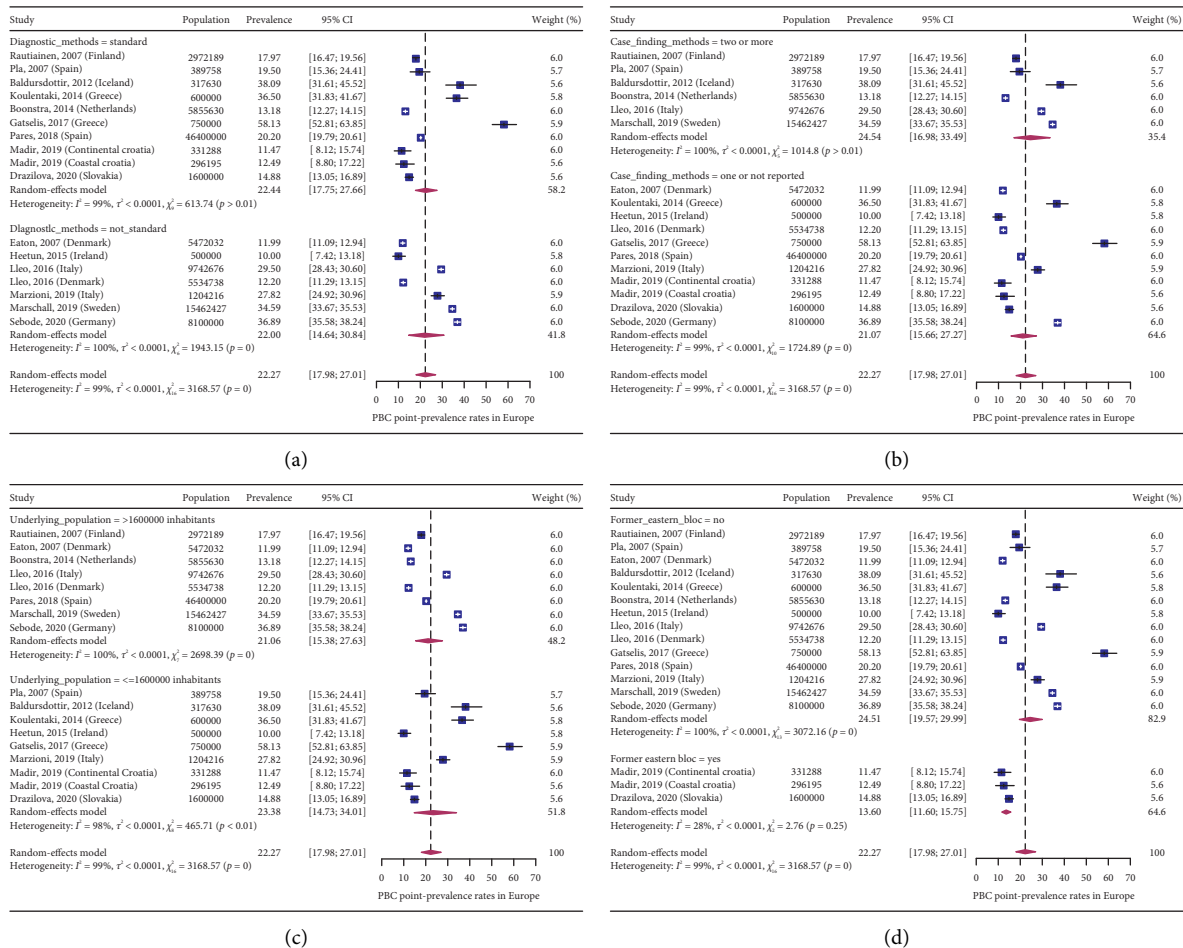 Study Population Prevalence 95% CI Weight (%)
Diagnostic_methods = standard
Rautiainen, 2007 (Finland) 2972189 17.97 [16.47; 19.56] 6.0
Pla, 2007 (Spain) 389758 19.50 [15.36; 24.41] 5.7
Baldursdottir, 2012 (Iceland) 317630 38.09 [31.61; 45.52] 5.6
Koulentaki, 2014 (Greece) 600000 36.50 [31.83; 41.67] 5.8
Boonstra, 2014 (Netherlands) 5855630 13.18 [12.27; 14.15] 6.0
Gatselis, 2017 (Greece) 750000 58.13 [52.81; 63.85] 5.9
Pares, 2018 (Spain) 46400000 20.20 [19.79; 20.61] 6.0
Madir, 2019 (Continental croatia) 331288 11.47 [ 8.12; 15.74] 6.0
Madir, 2019 (Coastal croatia) 296195 12.49 [ 8.80; 17.22] 5.6
Drazilova, 2020 (Slovakia) 1600000 14.88 [13.05; 16.89] 5.6
Random-effects model 22.44 [17.75; 27.66] 58.2
Heterogeneity: I² = 99%, τ² < 0.0001, χ²₉ = 613.74 (p > 0.01)
Diagnostlc_methods = not_standard
Eaton, 2007 (Denmark) 5472032 11.99 [11.09; 12.94] 6.0
Heetun, 2015 (Ireland) 500000 10.00 [ 7.42; 13.18] 5.8
Lleo, 2016 (Italy) 9742676 29.50 [28.43; 30.60] 6.0
Lleo, 2016 (Denmark) 5534738 12.20 [11.29; 13.15] 6.0
Marzioni, 2019 (Italy) 1204216 27.82 [24.92; 30.96] 5.9
Marschall, 2019 (Sweden) 15462427 34.59 [33.67; 35.53] 6.0
Sebode, 2020 (Germany) 8100000 36.89 [35.58; 38.24] 6.0
Random-effects model 22.00 [14.64; 30.84] 41.8
Heterogeneity: I² = 100%, τ² < 0.0001, χ²₆ = 1943.15 (p = 0)
Random-effects model 22.27 [17.98; 27.01] 100
Heterogeneity: I² = 99%, τ² < 0.0001, χ²₁₆ = 3168.57 (p = 0)
0 10 20 30 40 50 60 70
PBC point-prevalence rates in Europe
(a)
Study Population Prevalence 95% CI Weight (%)
Case_finding_methods = two or more
Rautiainen, 2007 (Finland) 2972189 17.97 [16.47; 19.56] 6.0
Pla, 2007 (Spain) 389758 19.50 [15.36; 24.41] 5.7
Baldursdottir, 2012 (Iceland) 317630 38.09 [31.61; 45.52] 5.6
Boonstra, 2014 (Netherlands) 5855630 13.18 [12.27; 14.15] 6.0
Lleo, 2016 (Italy) 9742676 29.50 [28.43; 30.60] 6.0
Marschall, 2019 (Sweden) 15462427 34.59 [33.67; 35.53] 6.0
Random-effects model 24.54 [16.98; 33.49] 35.4
Heterogeneity: I² = 100%, τ² < 0.0001, χ²₅ = 1014.8 (p > 0.01)
Case_finding_methods = one or not reported
Eaton, 2007 (Denmark) 5472032 11.99 [11.09; 12.94] 6.0
Koulentaki, 2014 (Greece) 600000 36.50 [31.83; 41.67] 5.8
Heetun, 2015 (Ireland) 500000 10.00 [ 7.42; 13.18] 5.8
Lleo, 2016 (Denmark) 5534738 12.20 [11.29; 13.15] 6.0
Gatselis, 2017 (Greece) 750000 58.13 [52.81; 63.85] 5.9
Pares, 2018 (Spain) 46400000 20.20 [19.79; 20.61] 6.0
Marzioni, 2019 (Italy) 1204216 27.82 [24.92; 30.96] 5.9
Madir, 2019 (Continental croatia) 331288 11.47 [ 8.12; 15.74] 6.0
Madir, 2019 (Coastal croatia) 296195 12.49 [ 8.80; 17.22] 5.6
Drazilova, 2020 (Slovakia) 1600000 14.88 [13.05; 16.89] 5.6
Sebode, 2020 (Germany) 8100000 36.89 [35.58; 38.24] 6.0
Random-effects model 21.07 [15.66; 27.27] 64.6
Heterogeneity: I² = 99%, τ² < 0.0001, χ²₁₀ = 1724.89 (p = 0)
Random-effects model 22.27 [17.98; 27.01] 100
Heterogeneity: I² = 99%, τ² < 0.0001, χ²₁₆ = 3168.57 (p = 0)
0 10 20 30 40 50 60 70
PBC point-prevalence rates in Europe
(b)
Study Population Prevalence 95% CI Weight (%)
Underlying_population = >1600000 inhabitants
Rautiainen, 2007 (Finland) 2972189 17.97 [16.47; 19.56] 6.0
Eaton, 2007 (Denmark) 5472032 11.99 [11.09; 12.94] 6.0
Boonstra, 2014 (Netherlands) 5855630 13.18 [12.27; 14.15] 6.0
Lleo, 2016 (Italy) 9742676 29.50 [28.43; 30.60] 6.0
Lleo, 2016 (Denmark) 5534738 12.20 [11.29; 13.15] 6.0
Pares, 2018 (Spain) 46400000 20.20 [19.79; 20.61] 6.0
Marschall, 2019 (Sweden) 15462427 34.59 [33.67; 35.53] 6.0
Sebode, 2020 (Germany) 8100000 36.89 [35.58; 38.24] 6.0
Random-effects model 21.06 [15.38; 27.63] 48.2
Heterogeneity: I² = 100%, τ² < 0.0001, χ²₇ = 2698.39 (p = 0)
Underlying_population = <=1600000 inhabitants
Pla, 2007 (Spain) 389758 19.50 [15.36; 24.41] 5.7
Baldursdottir, 2012 (Iceland) 317630 38.09 [31.61; 45.52] 5.6
Koulentaki, 2014 (Greece) 600000 36.50 [31.83; 41.67] 5.8
Heetun, 2015 (Ireland) 500000 10.00 [ 7.42; 13.18] 5.8
Gatselis, 2017 (Greece) 750000 58.13 [52.81; 63.85] 5.9
Marzioni, 2019 (Italy) 1204216 27.82 [24.92; 30.96] 5.9
Madir, 2019 (Continental Croatia) 331288 11.47 [ 8.12; 15.74] 6.0
Madir, 2019 (Coastal Croatia) 296195 12.49 [ 8.80; 17.22] 5.6
Drazilova, 2020 (Slovakia) 1600000 14.88 [13.05; 16.89] 5.6
Random-effects model 23.38 [14.73; 34.01] 51.8
Heterogeneity: I² = 98%, τ² < 0.0001, χ²₈ = 465.71 (p < 0.01)
Random-effects model 22.27 [17.98; 27.01] 100
Heterogeneity: I² = 99%, τ² < 0.0001, χ²₁₆ = 3168.57 (p = 0)
0 10 20 30 40 50 60 70
PBC point-prevalence rates in Europe
(c)
Study Population Prevalence 95% CI Weight (%)
Former_eastern_bloc = no
Rautiainen, 2007 (Finland) 2972189 17.97 [16.47; 19.56] 6.0
Pla, 2007 (Spain) 389758 19.50 [15.36; 24.41] 5.7
Eaton, 2007 (Denmark) 5472032 11.99 [11.09; 12.94] 6.0
Baldursdottir, 2012 (Iceland) 317630 38.09 [31.61; 45.52] 5.6
Koulentaki, 2014 (Greece) 600000 36.50 [31.83; 41.67] 5.8
Boonstra, 2014 (Netherlands) 5855630 13.18 [12.27; 14.15] 6.0
Heetun, 2015 (Ireland) 500000 10.00 [ 7.42; 13.18] 5.8
Lleo, 2016 (Italy) 9742676 29.50 [28.43; 30.60] 6.0
Lleo, 2016 (Denmark) 5534738 12.20 [11.29; 13.15] 6.0
Gatselis, 2017 (Greece) 750000 58.13 [52.81; 63.85] 5.9
Pares, 2018 (Spain) 46400000 20.20 [19.79; 20.61] 6.0
Marzioni, 2019 (Italy) 1204216 27.82 [24.92; 30.96] 5.9
Marschall, 2019 (Sweden) 15462427 34.59 [33.67; 35.53] 6.0
Sebode, 2020 (Germany) 8100000 36.89 [35.58; 38.24] 6.0
Random-effects model 24.51 [19.57; 29.99] 82.9
Heterogeneity: I² = 100%, τ² < 0.0001, χ²₁₃ = 3072.16 (p = 0)
Former eastern bloc = yes
Madir, 2019 (Continental croatia) 331288 11.47 [ 8.12; 15.74] 6.0
Madir, 2019 (Coastal croatia) 296195 12.49 [ 8.80; 17.22] 5.6
Drazilova, 2020 (Slovakia) 1600000 14.88 [13.05; 16.89] 5.6
Random-effects model 13.60 [11.60; 15.75] 64.6
Heterogeneity: I² = 28%, τ² < 0.0001, χ²₂ = 2.76 (p = 0.25)
Random-effects model 22.27 [17.98; 27.01] 100
Heterogeneity: I² = 99%, τ² < 0.0001, χ²₁₆ = 3168.57 (p = 0)
0 10 20 30 40 50 60 70
PBC point-prevalence rates in Europe
(d)